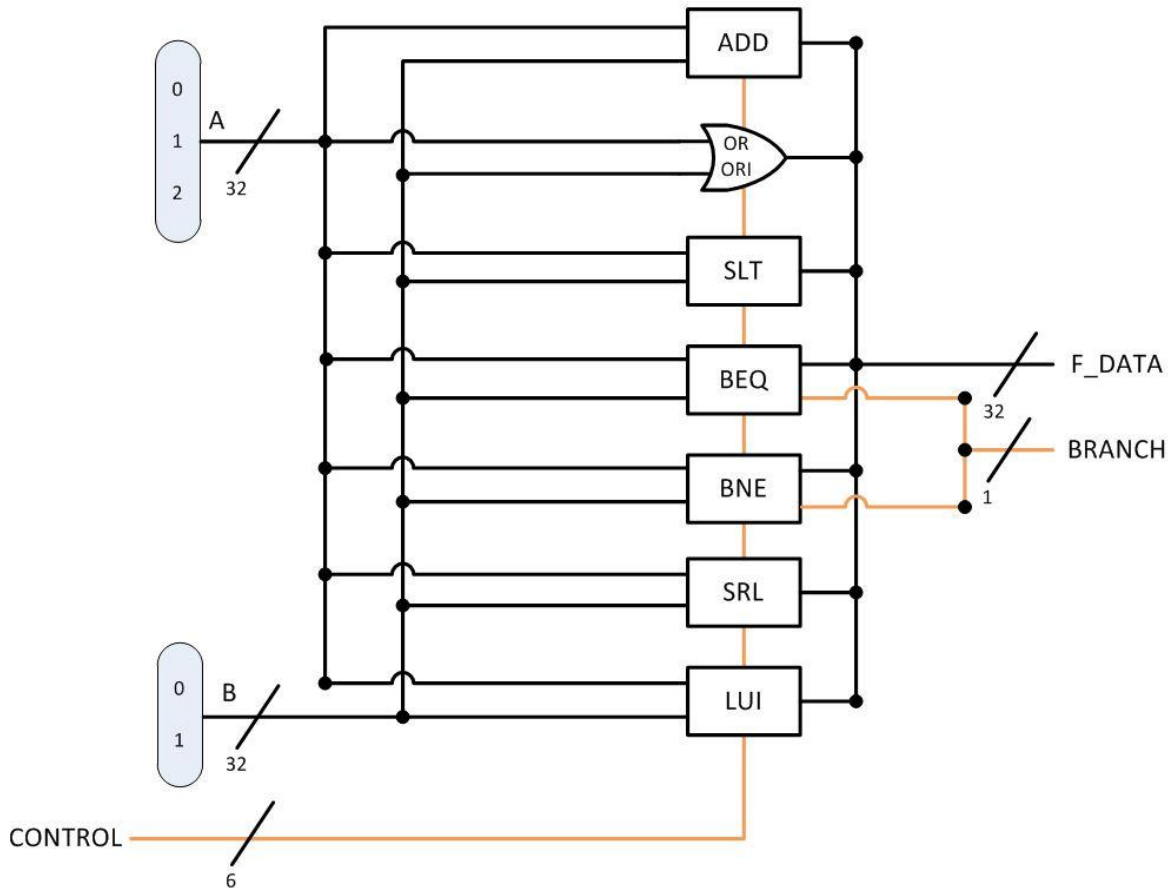 ADD
0
A
1
OR
2
32
ORI
SLT
BEQ
F_DATA
32
BRANCH
BNE
1
SRL
0
B
LUI
1
32
CONTROL
6